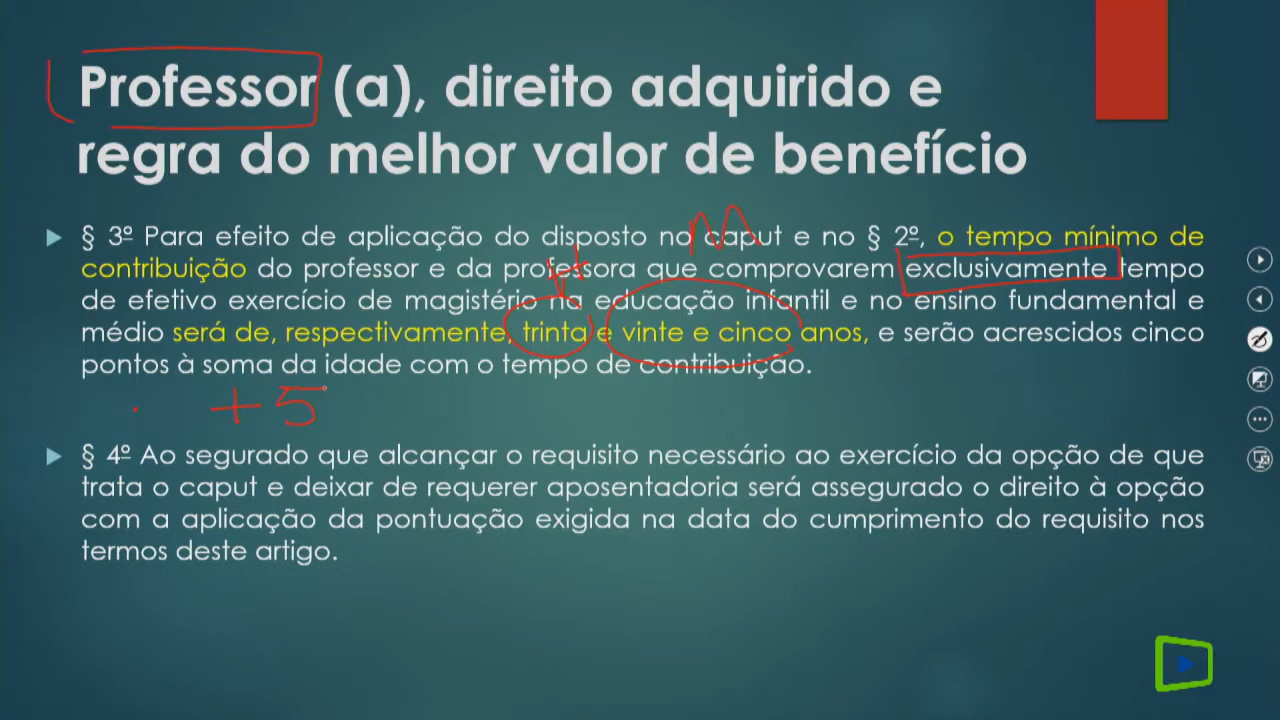 Professor (a), direito adquirido e
regra do melhor valor de benefício
§ 3º Para efeito de aplicação do disposto no caput e no § 2º, o tempo mínimo de
contribuição do professor e da professora que comprovarem exclusivamente tempo
de efetivo exercício de magistério na educação infantil e no ensino fundamental e
médio será de, respectivamente, trinta e vinte e cinco anos, e serão acrescidos cinco
pontos à soma da idade com o tempo de contribuição.
M
+5
§ 4º Ao segurado que alcançar o requisito necessário ao exercício da opção de que
trata o caput e deixar de requerer aposentadoria será assegurado o direito à opção
com a aplicação da pontuação exigida na data do cumprimento do requisito nos
termos deste artigo.